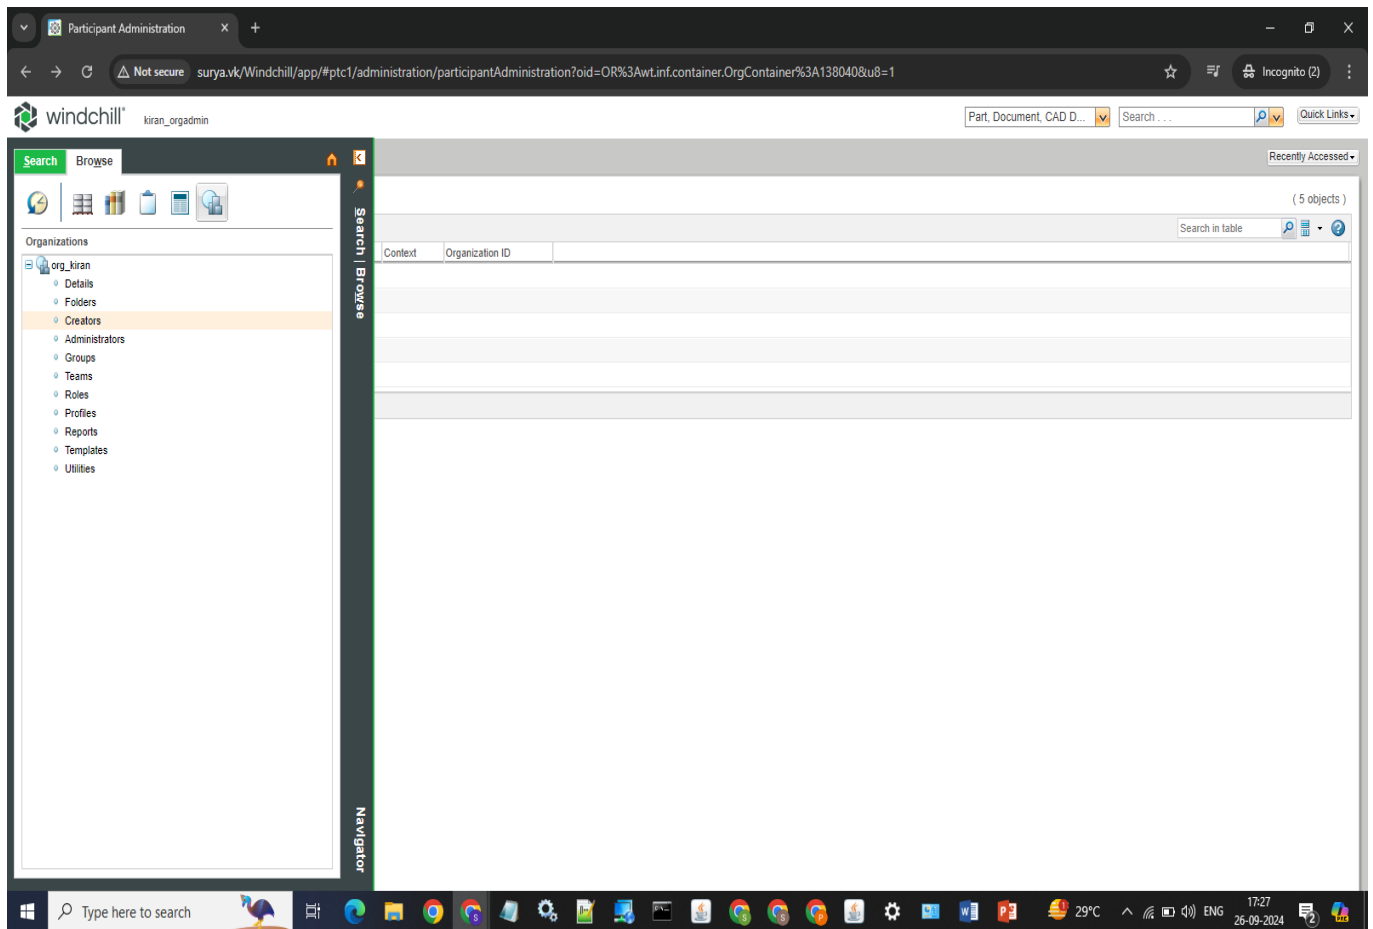 Participant Administration
Not secure surya.vk/Windchill/app/#ptc1/administration/participantAdministration?oid=OR%3Awt.inf.container.OrgContainer%3A138040&u8=1
Incognito (2)
windchill kiran_orgadmin
Part, Document, CAD D...
Search . . .
Quick Links
Search Browse
Recently Accessed
( 5 objects )
Search in table
Organizations
Context Organization ID
org_kiran
Details
Folders
Creators
Administrators
Groups
Teams
Roles
Profiles
Reports
Templates
Utilities
Search | Browse
Navigator
Type here to search
29°C
ENG
17:27
26-09-2024
2